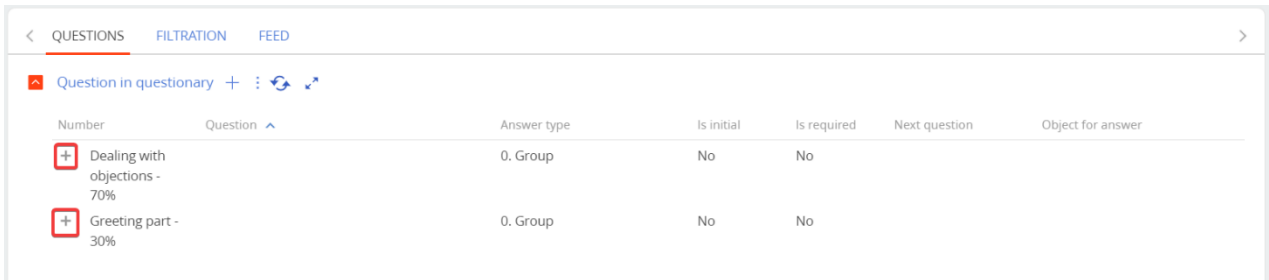 QUESTIONS FILTRATION FEED
Question in questionary
Number Question Answer type Is initial Is required Next question Object for answer
Dealing with 0. Group No No
objections -
70%
Greeting part - 0. Group No No
30%